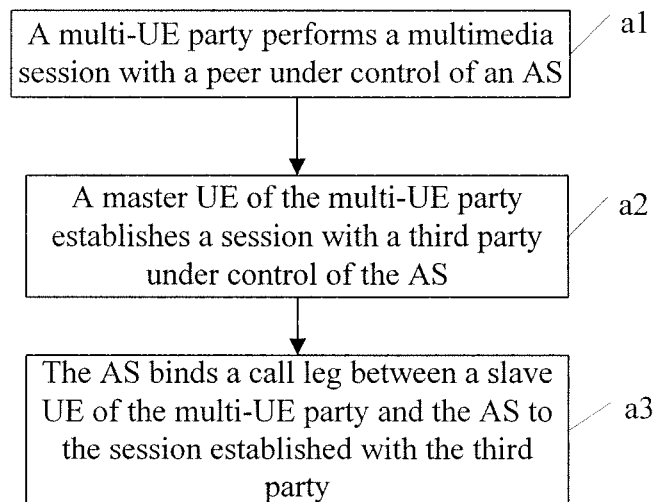 A multi-UE party performs a multimedia
session with a peer under control of an AS
a1
A master UE of the multi-UE party
establishes a session with a third party
under control of the AS
a2
The AS binds a call leg between a slave
UE of the multi-UE party and the AS to
the session established with the third
party
a3